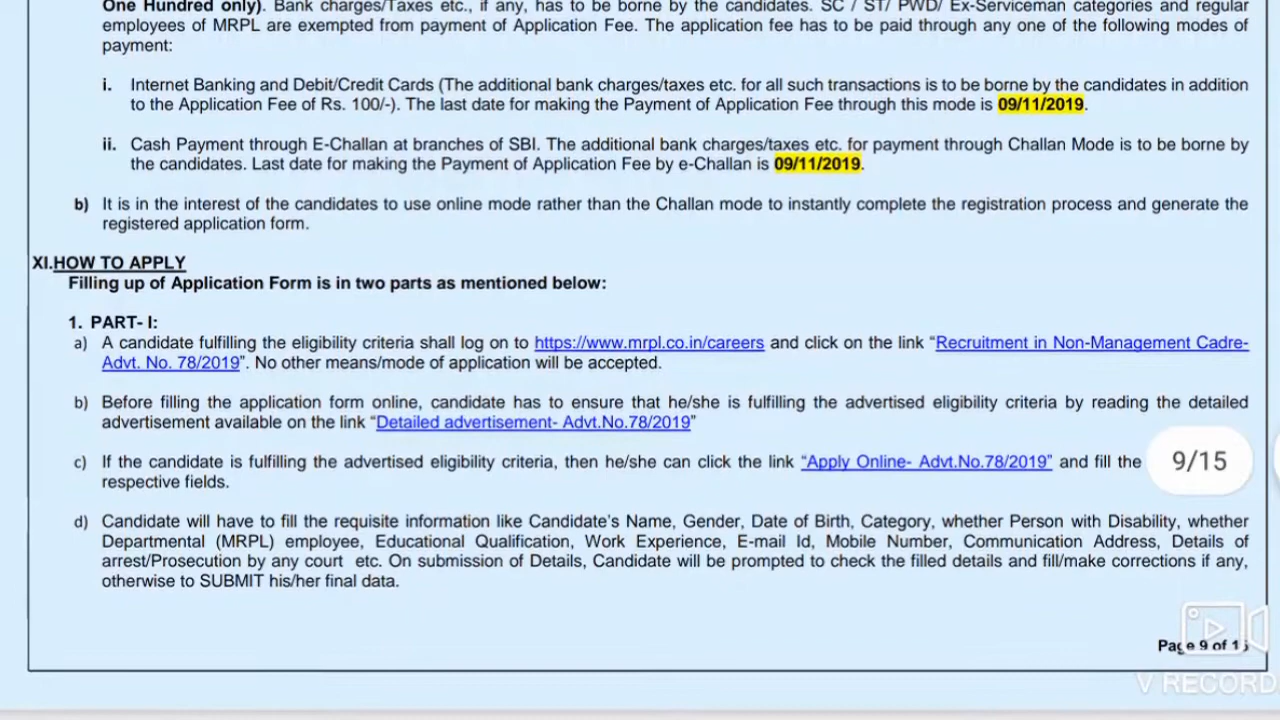 One Hundred only). Bank charges/Taxes etc., if any, has to be borne by the candidates. SC / ST/ PWD/ Ex-Serviceman categories and regular
employees of MRPL are exempted from payment of Application Fee. The application fee has to be paid through any one of the following modes of
payment:
i. Internet Banking and Debit/Credit Cards (The additional bank charges/taxes etc. for all such transactions is to be borne by the candidates in addition
to the Application Fee of Rs. 100/-). The last date for making the Payment of Application Fee through this mode is 09/11/2019.
ii. Cash Payment through E-Challan at branches of SBI. The additional bank charges/taxes etc. for payment through Challan Mode is to be borne by
the candidates. Last date for making the Payment of Application Fee by e-Challan is 09/11/2019.
b) It is in the interest of the candidates to use online mode rather than the Challan mode to instantly complete the registration process and generate the
registered application form.
XI.HOW TO APPLY
Filling up of Application Form is in two parts as mentioned below:
1. PART- I:
a) A candidate fulfilling the eligibility criteria shall log on to https://www.mrpl.co.in/careers and click on the link “Recruitment in Non-Management Cadre-
Advt. No. 78/2019”. No other means/mode of application will be accepted.
b) Before filling the application form online, candidate has to ensure that he/she is fulfilling the advertised eligibility criteria by reading the detailed
advertisement available on the link “Detailed advertisement- Advt.No.78/2019”
c) If the candidate is fulfilling the advertised eligibility criteria, then he/she can click the link “Apply Online- Advt.No.78/2019” and fill the
respective fields.
9/15
d) Candidate will have to fill the requisite information like Candidate’s Name, Gender, Date of Birth, Category, whether Person with Disability, whether
Departmental (MRPL) employee, Educational Qualification, Work Experience, E-mail Id, Mobile Number, Communication Address, Details of
arrest/Prosecution by any court etc. On submission of Details, Candidate will be prompted to check the filled details and fill/make corrections if any,
otherwise to SUBMIT his/her final data.
Page 9 of 15
V RECORD